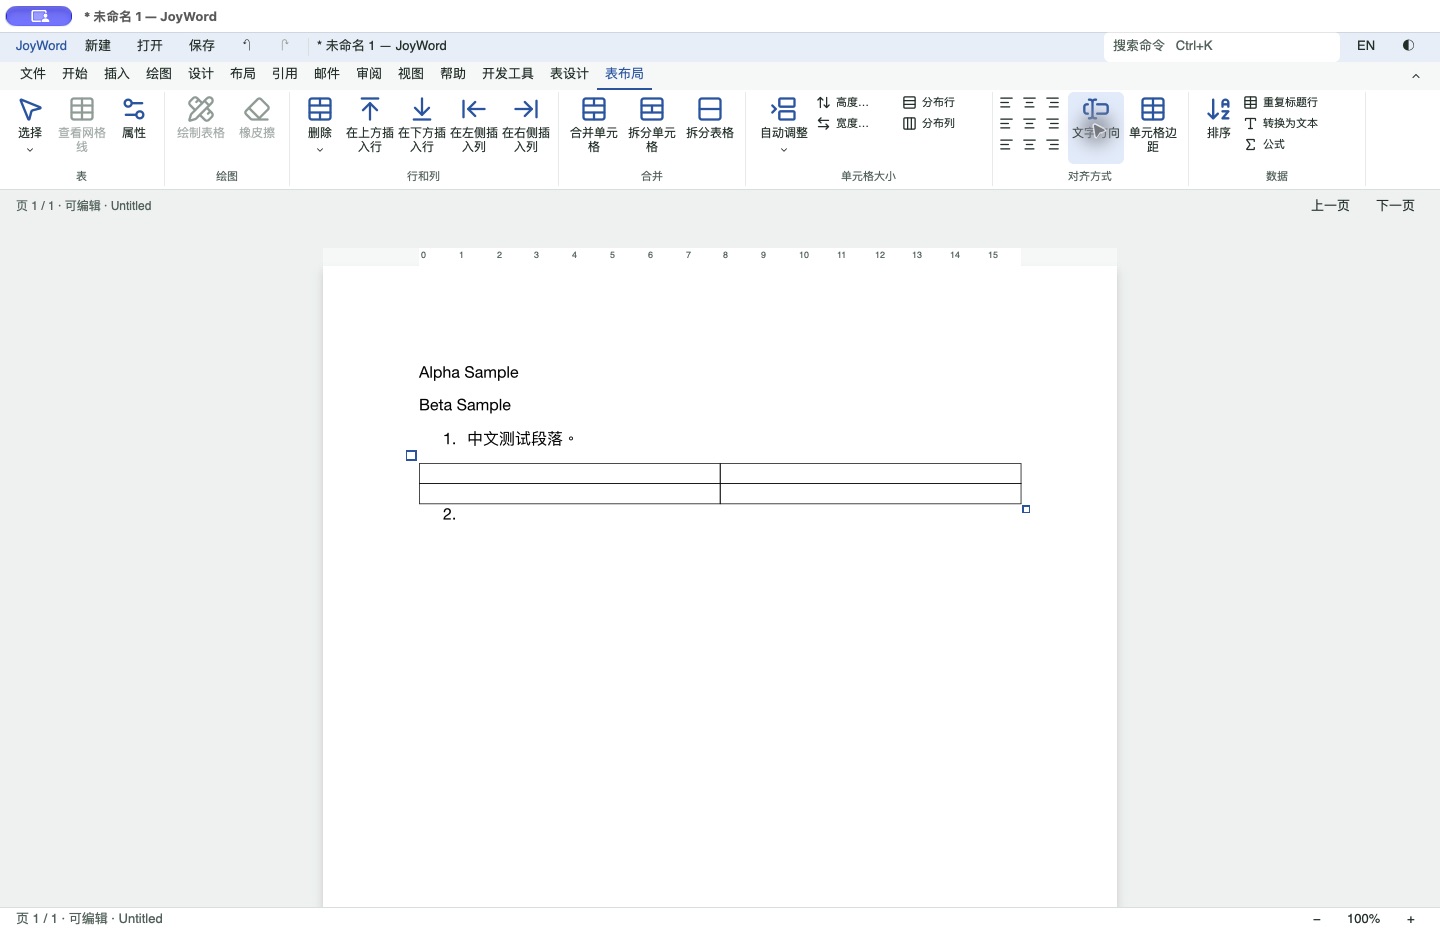 * 未命名 1 — JoyWord
JoyWord 新建 打开 保存 * 未命名 1 — JoyWord 搜索命令 Ctrl+K EN
文件 开始 插入 绘图 设计 布局 引用 邮件 审阅 视图 帮助 开发工具 表设计 表布局
选择 查看网格线 属性 绘制表格 橡皮擦 删除 在上方插入行 在下方插入行 在左侧插入列 在右侧插入列 合并单元格 拆分单元格 拆分表格 自动调整 高度... 宽度... 分布行 分布列 文字方向 单元格边距 排序 重复标题行 转换为文本 公式
表 绘图 行和列 合并 单元格大小 对齐方式 数据
页 1 / 1 · 可编辑 · Untitled 上一页 下一页
0 1 2 3 4 5 6 7 8 9 10 11 12 13 14 15
Alpha Sample
Beta Sample
1. 中文测试段落。
2.
页 1 / 1 · 可编辑 · Untitled − 100% +